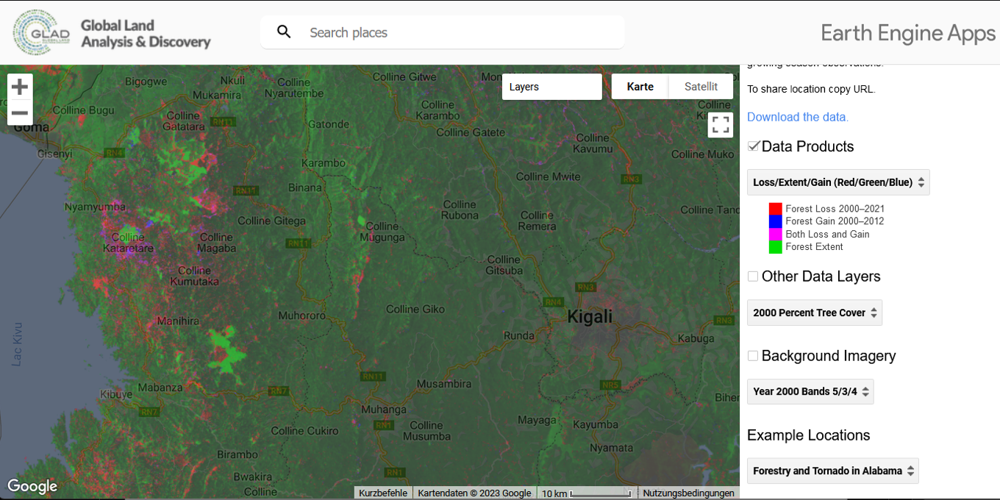 GLAD
Global Land
Analysis & Discovery
Search places
Earth Engine Apps
growing season observations.
To share location copy URL.
Download the data.
Data Products
Loss/Extent/Gain (Red/Green/Blue)
Forest Loss 2000–2021
Forest Gain 2000–2012
Both Loss and Gain
Forest Extent
Other Data Layers
2000 Percent Tree Cover
Background Imagery
Year 2000 Bands 5/3/4
Example Locations
Forestry and Tornado in Alabama
Layers
Karte
Satellit
Bigogwe
Nkuli
Mukamira
Colline
Nyarutembe
Colline Gitwe
Colline Bugu
Colline
Gatatara
RN11
Gatonde
Colline
Karambo
Colline Gatete
Colline
Kavumu
Colline Muko
Goma
Gisenyi
RN4
Karambo
Binana
RN11
Colline Mwite
RN3
Nyamyumba
Colline Gitega
Colline
Rubona
Colline
Remera
Colline
Mugunga
Colline
Kataretare
Colline
Magaba
RN11
Colline
Kumutaka
Colline
Gitsuba
RN3
RN4
Kigali
Colline Giko
Muhororo
Manihira
Runda
RN3
Kabuga
Lac Kivu
Mabanza
Kibuye
RN7
RN7
RN11
Musambira
RN5
Muhanga
RN1
Colline
Musumba
Colline Cukiro
Mayaga
Kayumba
Nyamata
Birambo
Bwakira
Colline
RN1
Google
Kurzbefehle
Kartendaten © 2023 Google
10 km
Nutzungsbedingungen